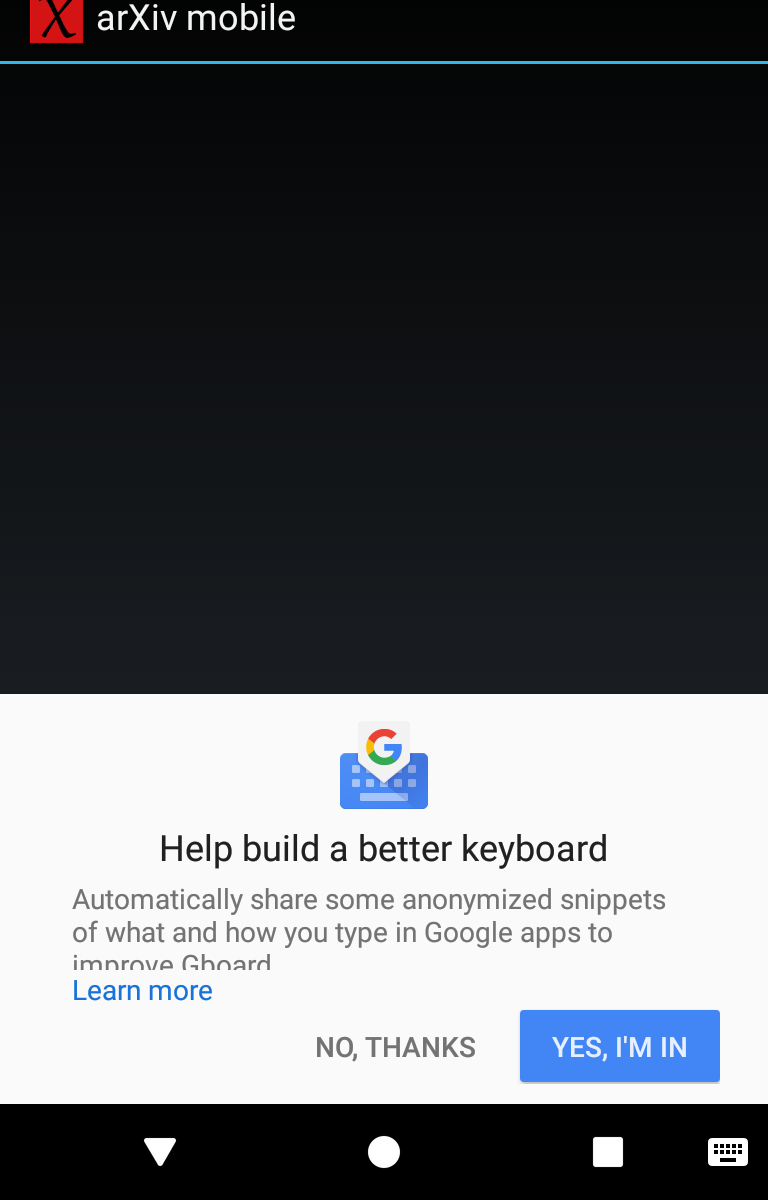 arXiv mobile
Help build a better keyboard
Automatically share some anonymized snippets
of what and how you type in Google apps to
improve Gboard
Learn more
NO, THANKS
YES, I'M IN